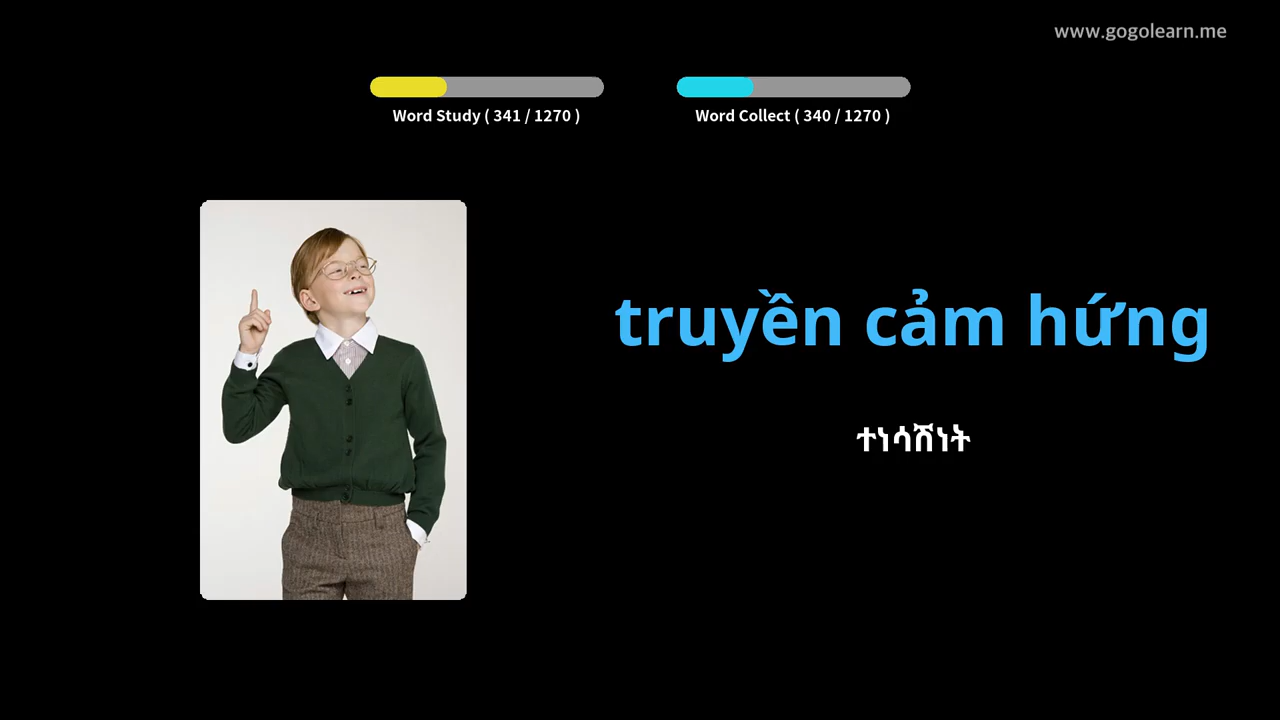 www.gogolearn.me
Word Study ( 341 / 1270 )
Word Collect ( 340 / 1270 )
truyền cảm hứng
ተነሳሽነት